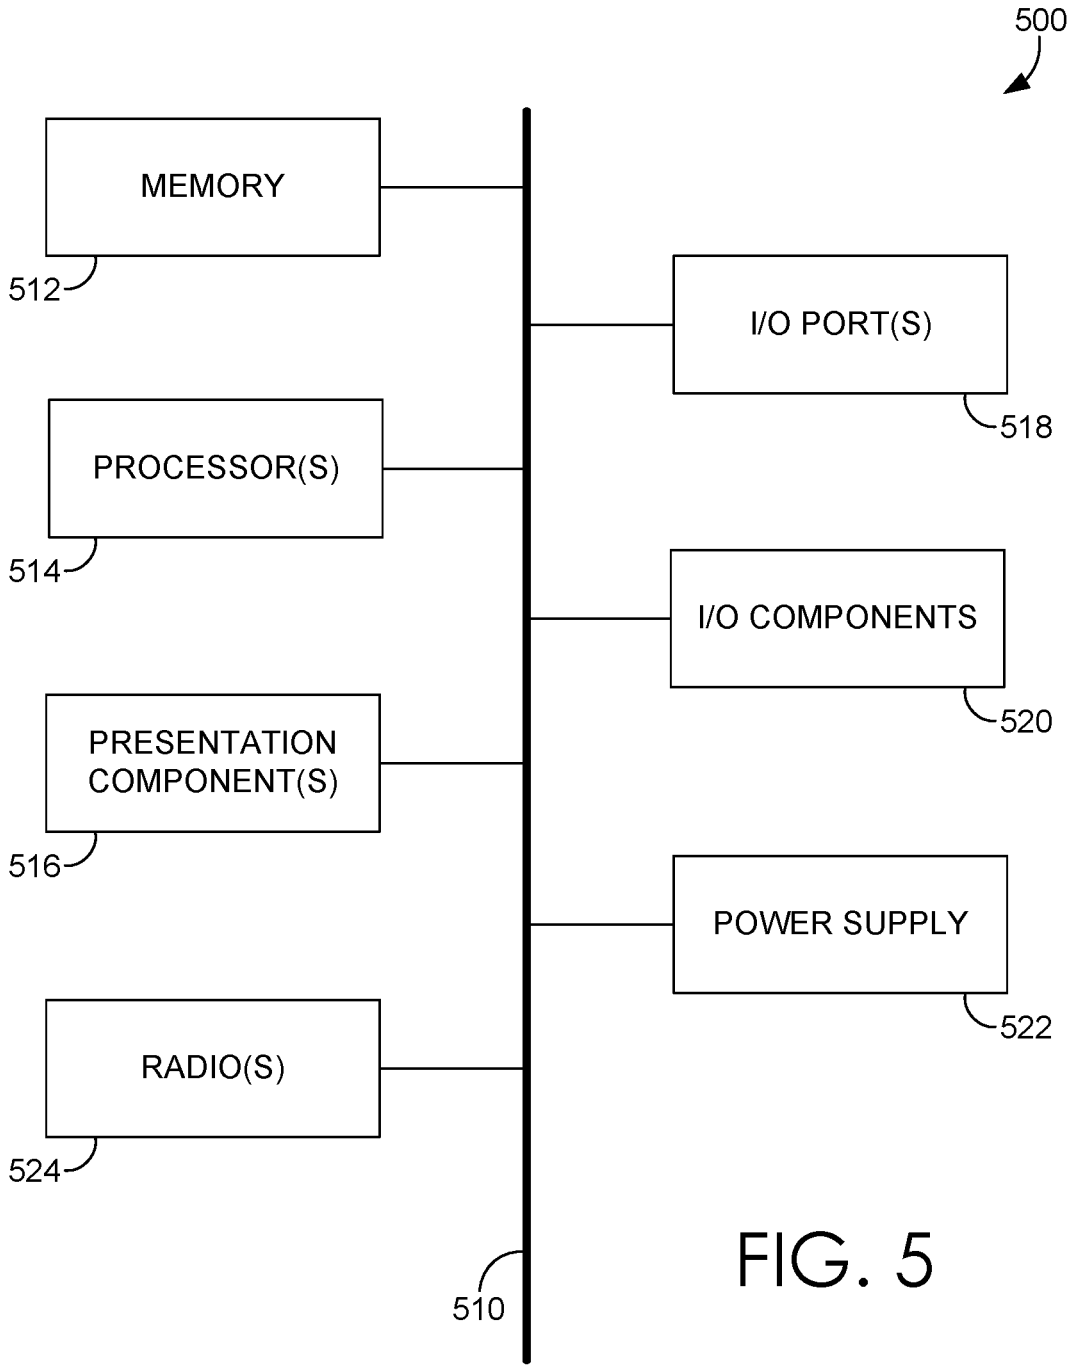 500
MEMORY
512
I/O PORT(S)
518
PROCESSOR(S)
514
I/O COMPONENTS
520
PRESENTATION
COMPONENT(S)
516
POWER SUPPLY
522
RADIO(S)
524
510
FIG. 5